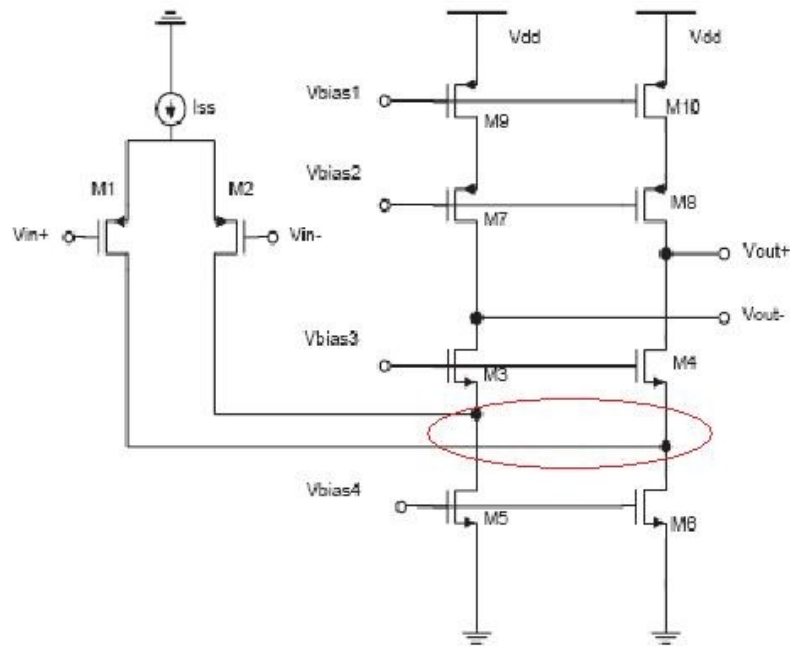 Vdd
Vdd
Iss
Vbias1
M9
M10
M1
M2
Vbias2
M7
M8
Vin+
Vin-
Vout+
Vout-
Vbias3
M3
M4
Vbias4
M5
M6